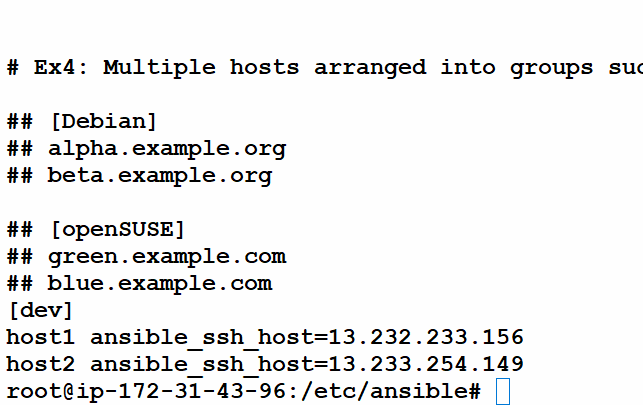 # Ex4: Multiple hosts arranged into groups suc
## [Debian]
## alpha.example.org
## beta.example.org
## [openSUSE]
## green.example.com
## blue.example.com
[dev]
host1 ansible_ssh_host=13.232.233.156
host2 ansible_ssh_host=13.233.254.149
root@ip-172-31-43-96:/etc/ansible#